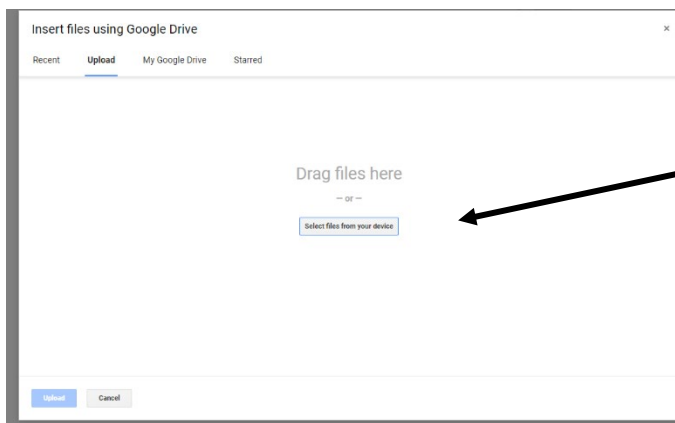 Insert files using Google Drive
×
Recent Upload My Google Drive Starred
Drag files here
— or —
Select files from your device
Upload Cancel